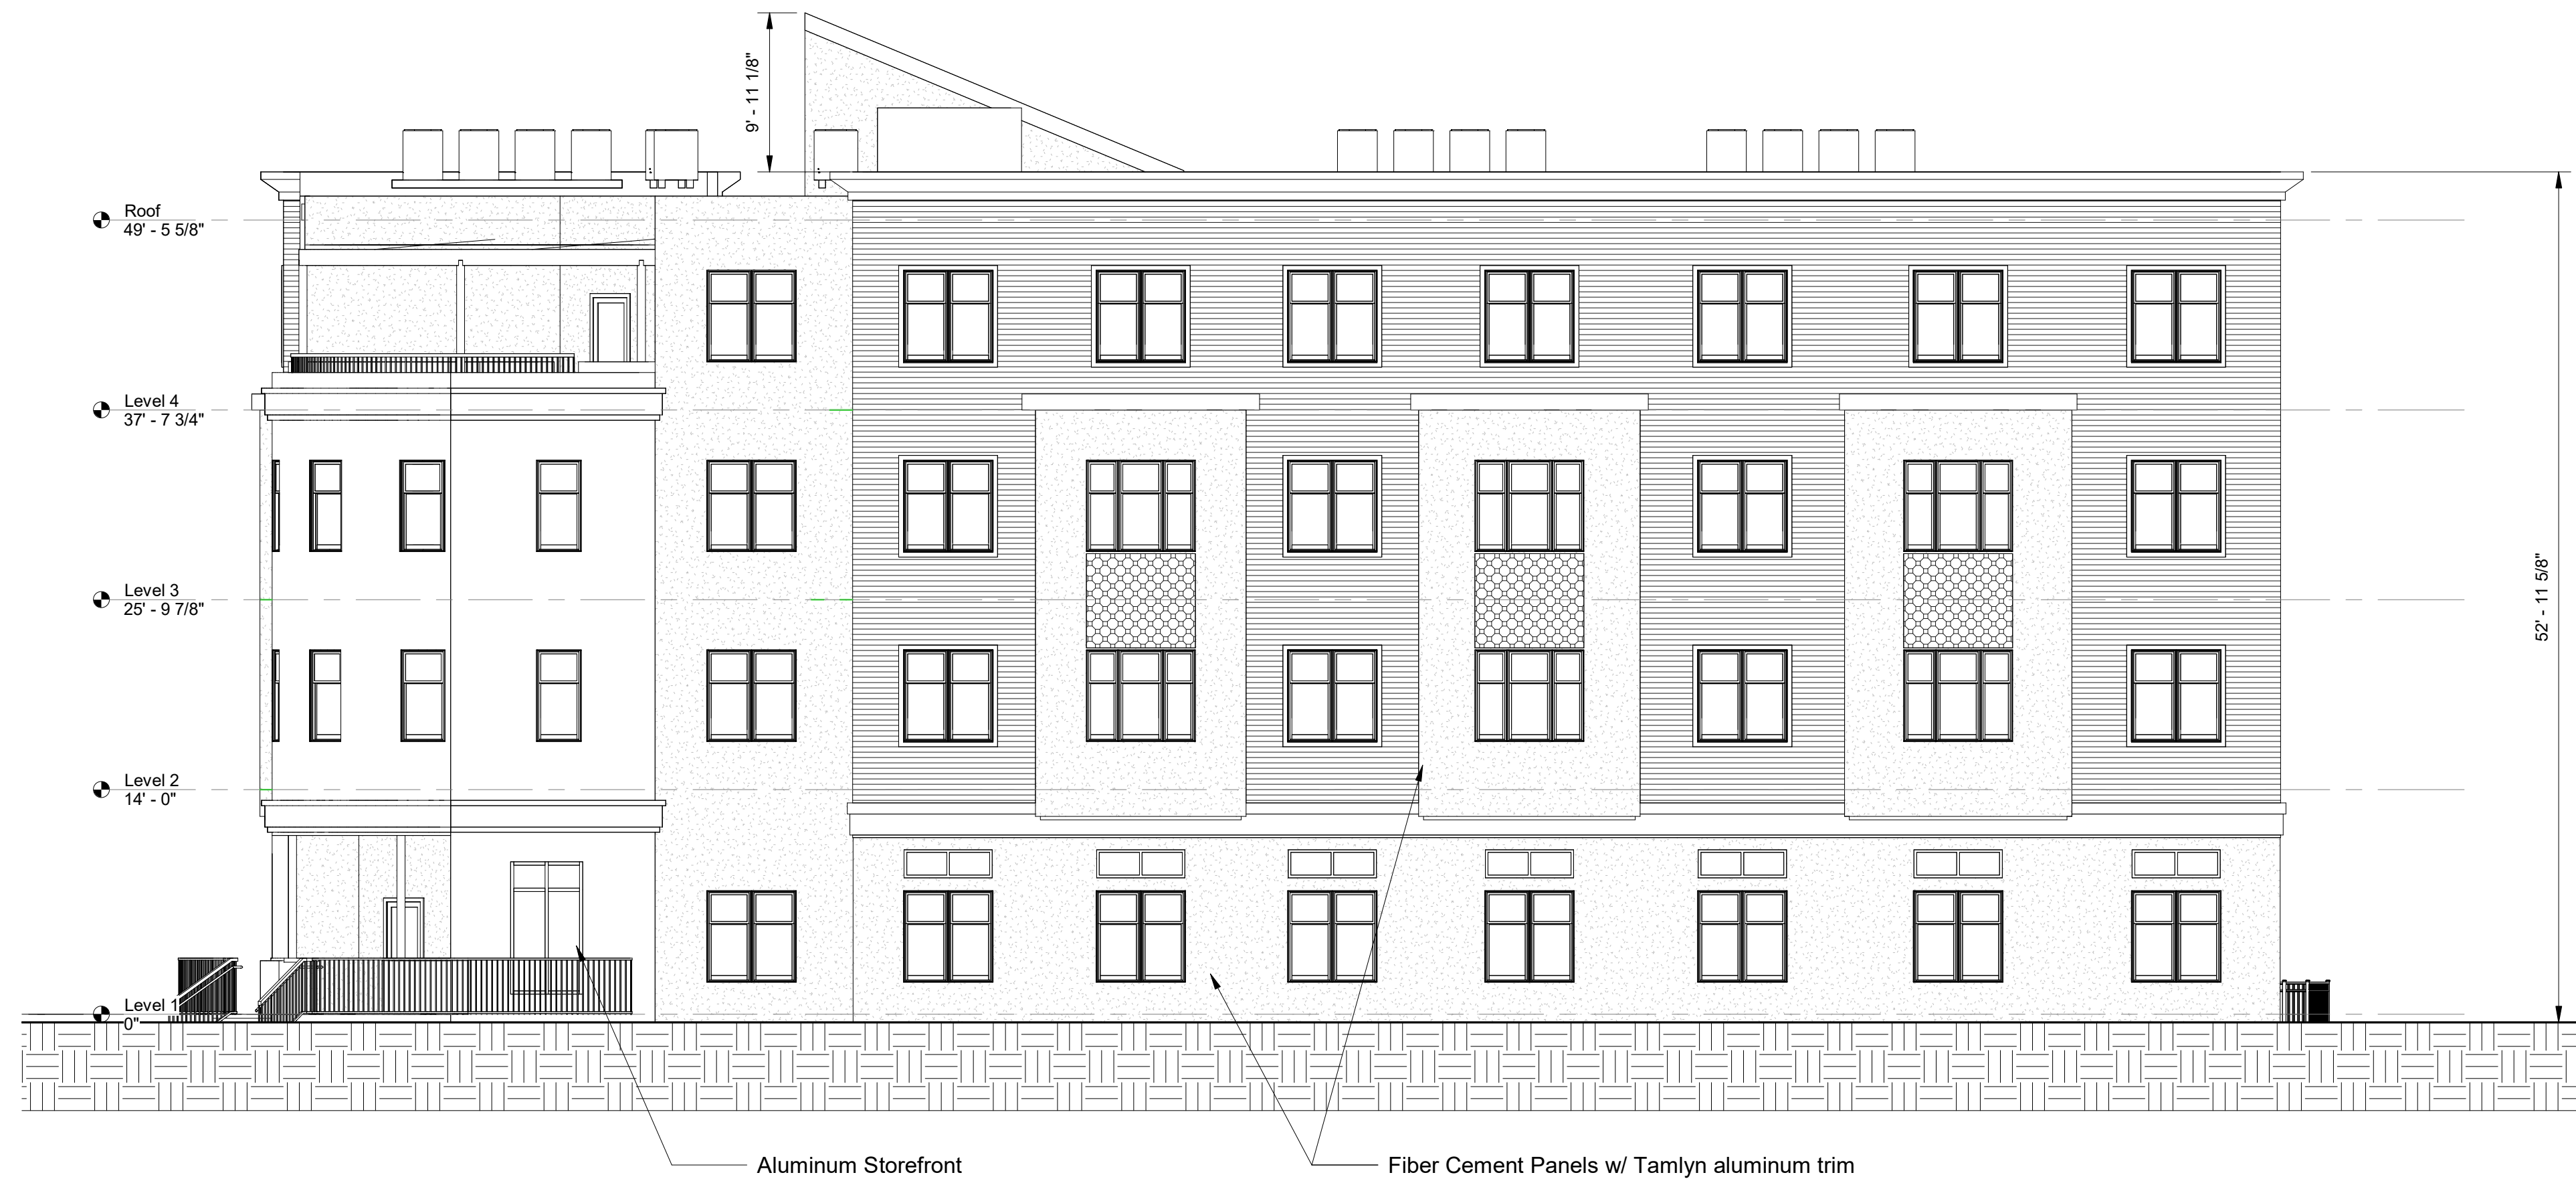 9' - 11 1/8"
Roof
49' - 5 5/8"
Level 4
37' - 7 3/4"
Level 3
25' - 9 7/8"
52' - 11 5/8"
Level 2
14' - 0"
Level 1
0"
Aluminum Storefront
Fiber Cement Panels w/ Tamlyn aluminum trim